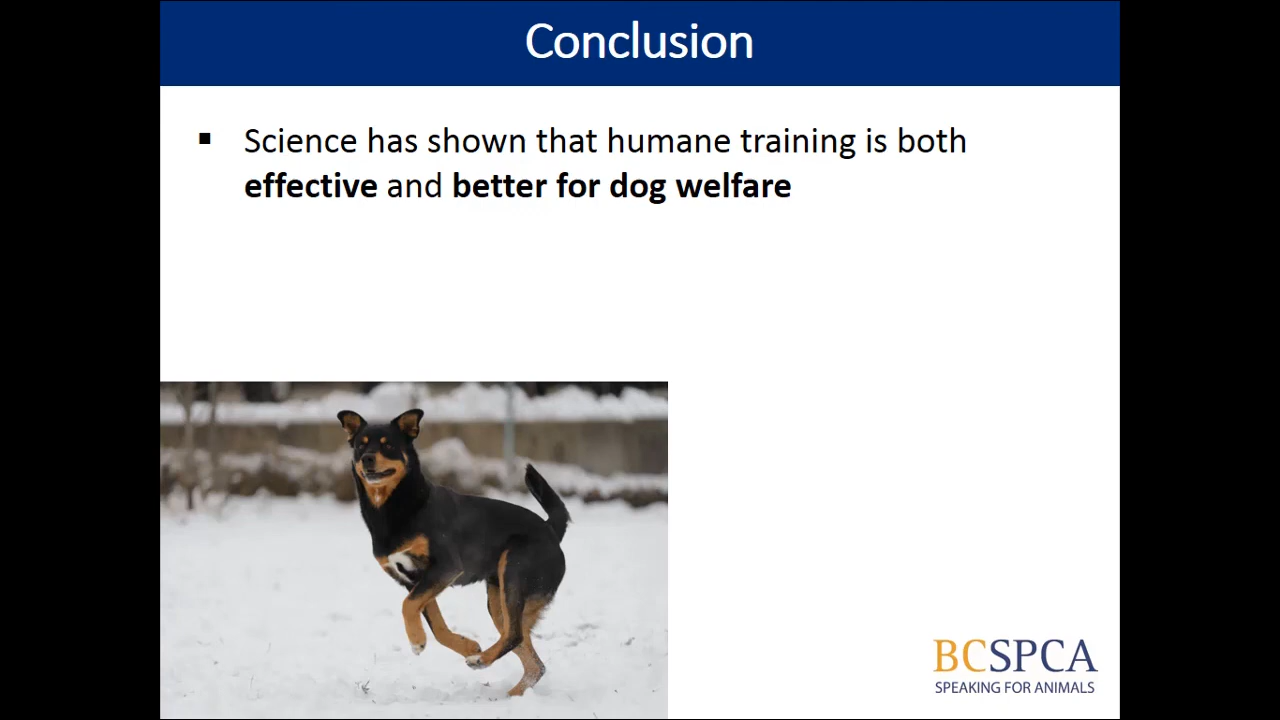 Conclusion
▪ Science has shown that humane training is both
effective and better for dog welfare
BCSPCA
SPEAKING FOR ANIMALS